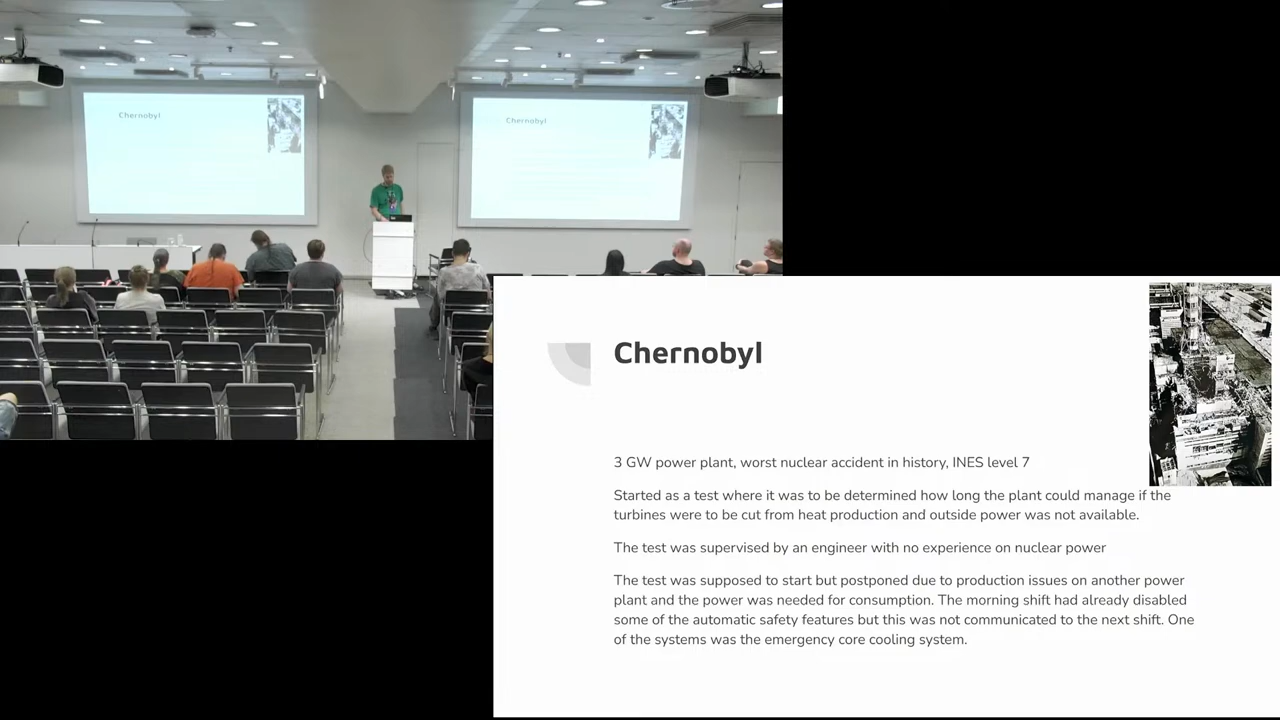 Chernobyl
Chernobyl
Chernobyl
3 GW power plant, worst nuclear accident in history, INES level 7
Started as a test where it was to be determined how long the plant could manage if the
turbines were to be cut from heat production and outside power was not available.
The test was supervised by an engineer with no experience on nuclear power
The test was supposed to start but postponed due to production issues on another power
plant and the power was needed for consumption. The morning shift had already disabled
some of the automatic safety features but this was not communicated to the next shift. One
of the systems was the emergency core cooling system.